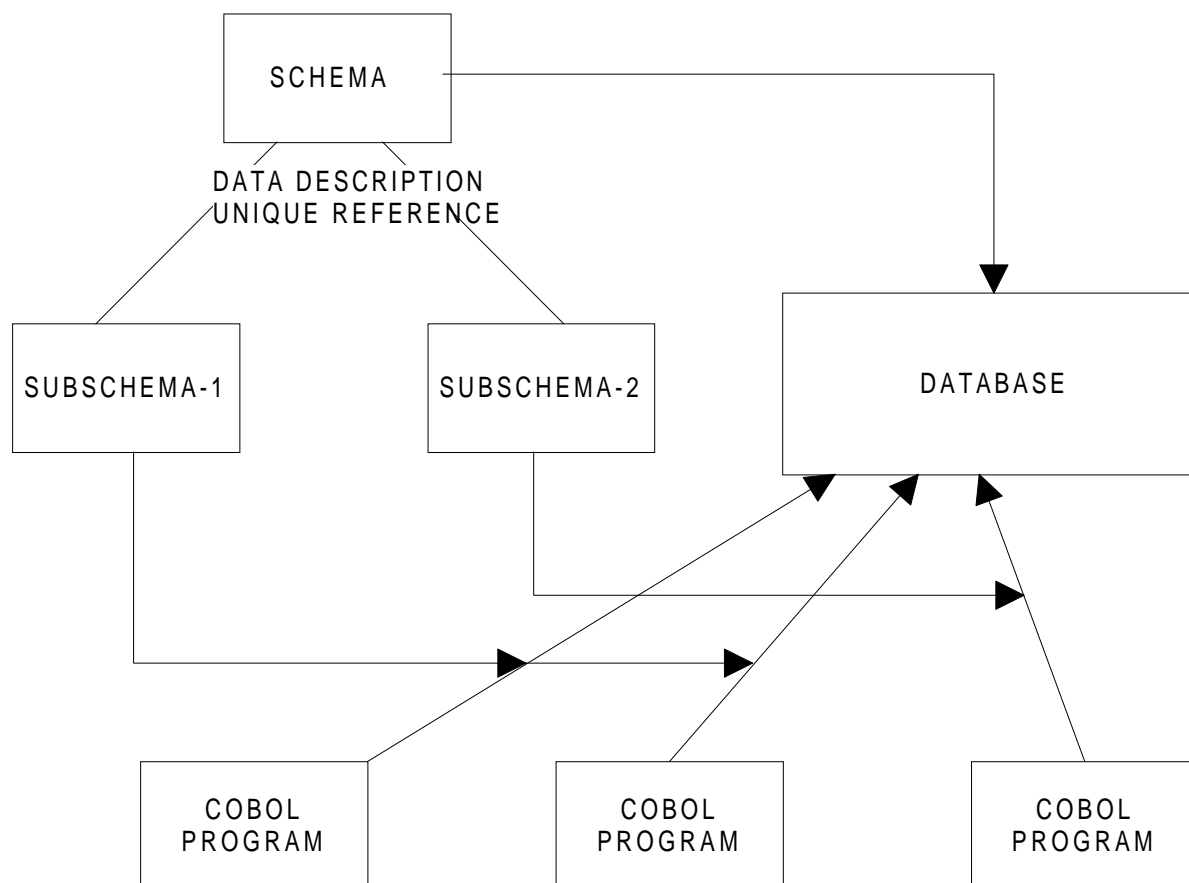 SCHEMA
DATA DESCRIPTION
UNIQUE REFERENCE
SUBSCHEMA-1
SUBSCHEMA-2
DATABASE
COBOL
PROGRAM
COBOL
PROGRAM
COBOL
PROGRAM